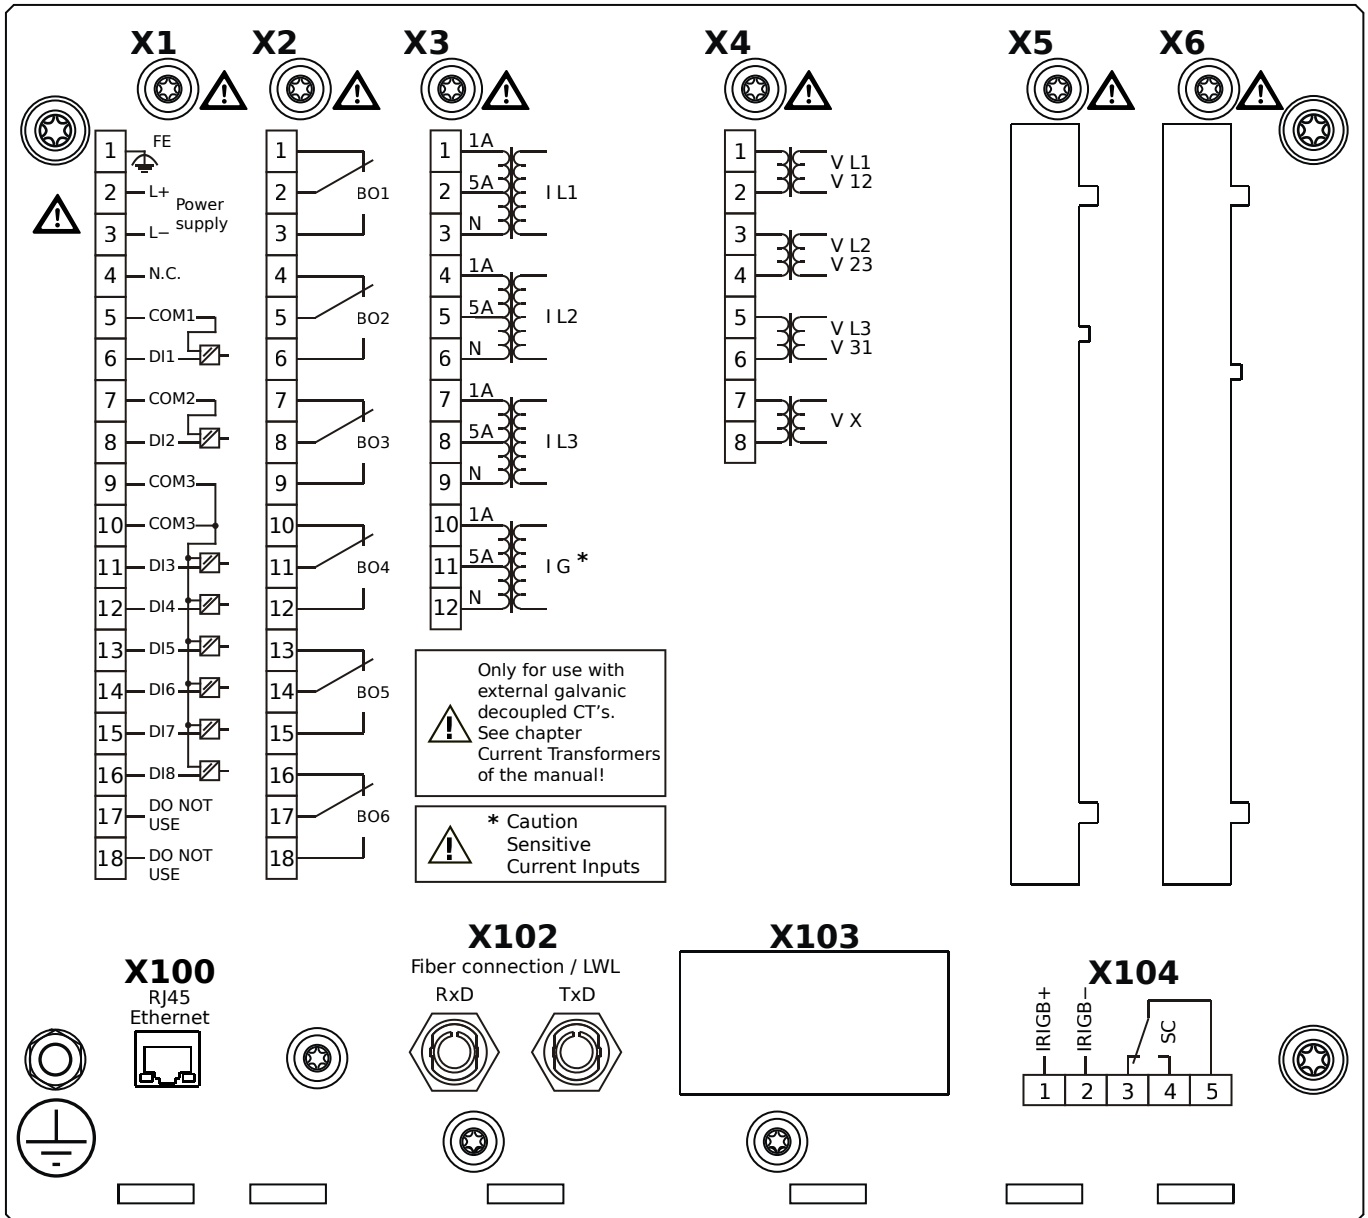 X1
X2
X3
X4
X5
X6
1
FE
2
L+
Power
supply
3
L−
4
N.C.
5
COM1
6
DI1
7
COM2
8
DI2
9
COM3
10
COM3
11
DI3
12
DI4
13
DI5
14
DI6
15
DI7
16
DI8
17
DO NOT
USE
18
DO NOT
USE
1
2
BO1
3
4
5
BO2
6
7
8
BO3
9
10
11
BO4
12
13
14
BO5
15
16
17
BO6
18
1
1A
2
5A
I L1
3
N
4
1A
5
5A
I L2
6
N
7
1A
8
5A
I L3
9
N
10
1A
11
5A
I G *
12
N
Only for use with
external galvanic
decoupled CT's.
See chapter
Current Transformers
of the manual!
* Caution
Sensitive
Current Inputs
1
V L1
2
V 12
3
V L2
4
V 23
5
V L3
6
V 31
7
V X
8
X100
RJ45
Ethernet
X102
Fiber connection / LWL
RxD
TxD
X103
X104
IRIGB+
IRIGB−
SC
1
2
3
4
5